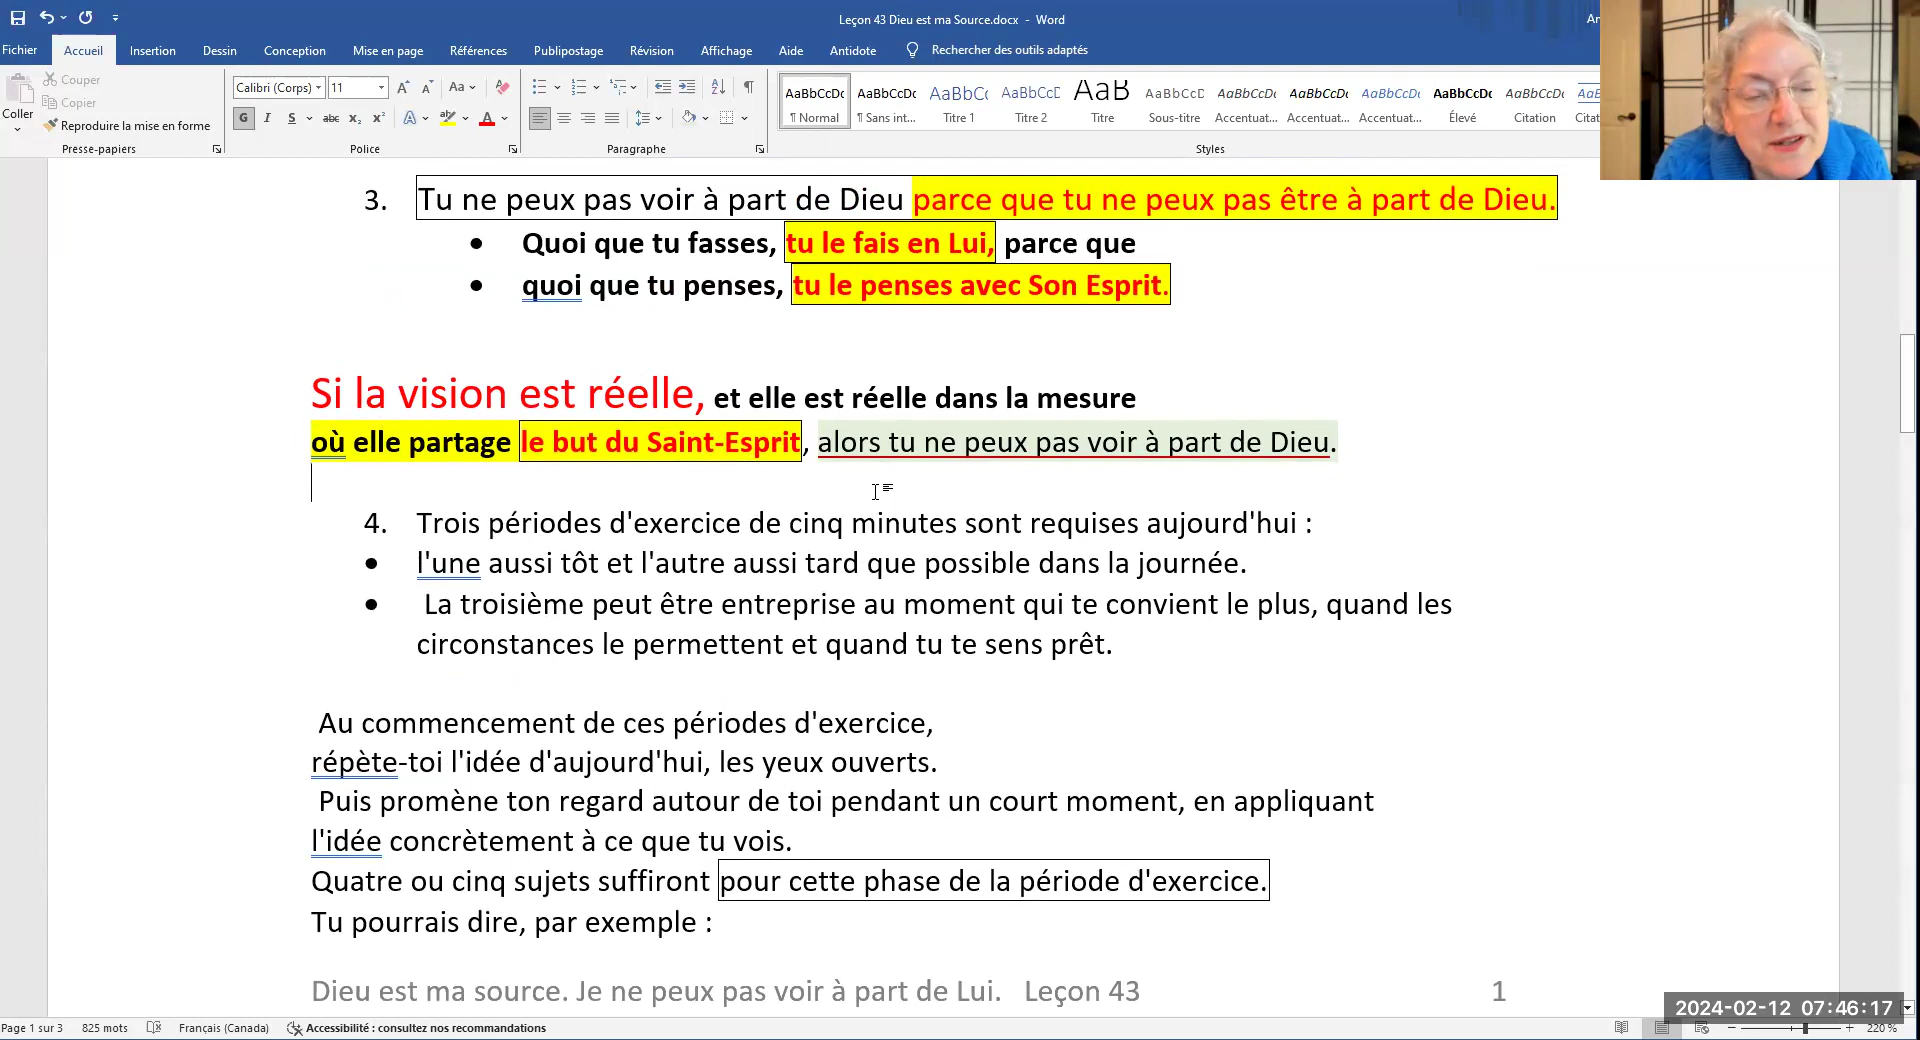 Leçon 43 Dieu est ma Source.docx - Word
Fichier Accueil Insertion Dessin Conception Mise en page Références Publipostage Révision Affichage Aide Antidote Rechercher des outils adaptés
Couper
Copier
Coller
Reproduire la mise en forme
Calibri (Corps) 11
AaBbCcDc AaBbCcDc AaBbCc AaBbCcD AaB AaBbCcD AaBbCcDc AaBbCcDc AaBbCcDc AaBbCcDc AaBbCcDc
¶ Normal ¶ Sans int... Titre 1 Titre 2 Titre Sous-titre Accentuat... Accentuat... Accentuat... Élevé Citation
Presse-papiers Police Paragraphe Styles
3. Tu ne peux pas voir à part de Dieu parce que tu ne peux pas être à part de Dieu.
• Quoi que tu fasses, tu le fais en Lui, parce que
• quoi que tu penses, tu le penses avec Son Esprit.
Si la vision est réelle, et elle est réelle dans la mesure
où elle partage le but du Saint-Esprit, alors tu ne peux pas voir à part de Dieu.
4. Trois périodes d'exercice de cinq minutes sont requises aujourd'hui :
• l'une aussi tôt et l'autre aussi tard que possible dans la journée.
• La troisième peut être entreprise au moment qui te convient le plus, quand les
circonstances le permettent et quand tu te sens prêt.
Au commencement de ces périodes d'exercice,
répète-toi l'idée d'aujourd'hui, les yeux ouverts.
Puis promène ton regard autour de toi pendant un court moment, en appliquant
l'idée concrètement à ce que tu vois.
Quatre ou cinq sujets suffiront pour cette phase de la période d'exercice.
Tu pourrais dire, par exemple :
Dieu est ma source. Je ne peux pas voir à part de Lui. Leçon 43 1
2024-02-12 07:46:17
Page 1 sur 3 825 mots Français (Canada) Accessibilité : consultez nos recommandations 220 %